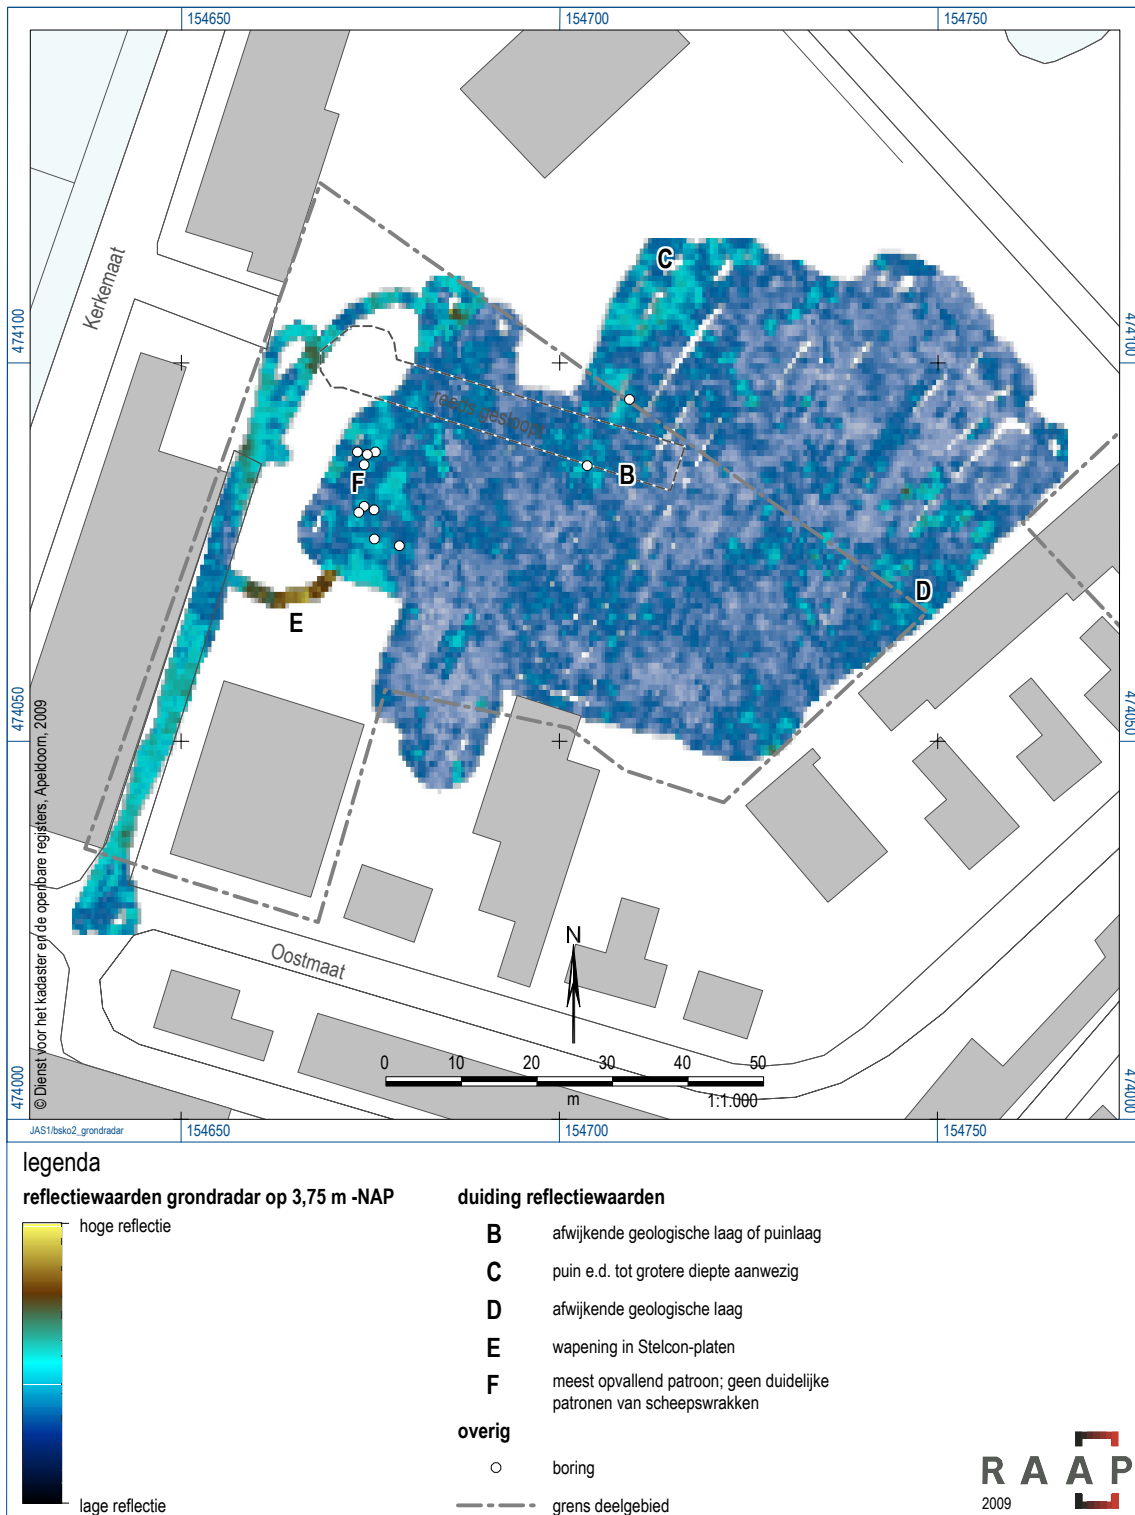 154650
154700
154750
C
Kerkemaat
474100
474100
reeds gesloopt
B
F
D
E
474050
474050
© Dienst voor het kadaster en de openbare registers, Apeldoorn, 2009
Oostmaat
N
0 10 20 30 40 50
m
1:1.000
474000
474000
JAS1/bsko2_grondradar
154650
154700
154750
legenda
reflectiewaarden grondradar op 3,75 m -NAP
hoge reflectie
lage reflectie
duiding reflectiewaarden
B afwijkende geologische laag of puinlaag
C puin e.d. tot grotere diepte aanwezig
D afwijkende geologische laag
E wapening in Stelcon-platen
F meest opvallend patroon; geen duidelijke
patronen van scheepswrakken
overig
boring
grens deelgebied
RAAP
2009